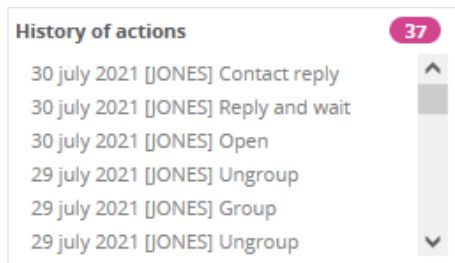 History of actions 37
30 july 2021 [JONES] Contact reply
30 july 2021 [JONES] Reply and wait
30 july 2021 [JONES] Open
29 july 2021 [JONES] Ungroup
29 july 2021 [JONES] Group
29 july 2021 [JONES] Ungroup